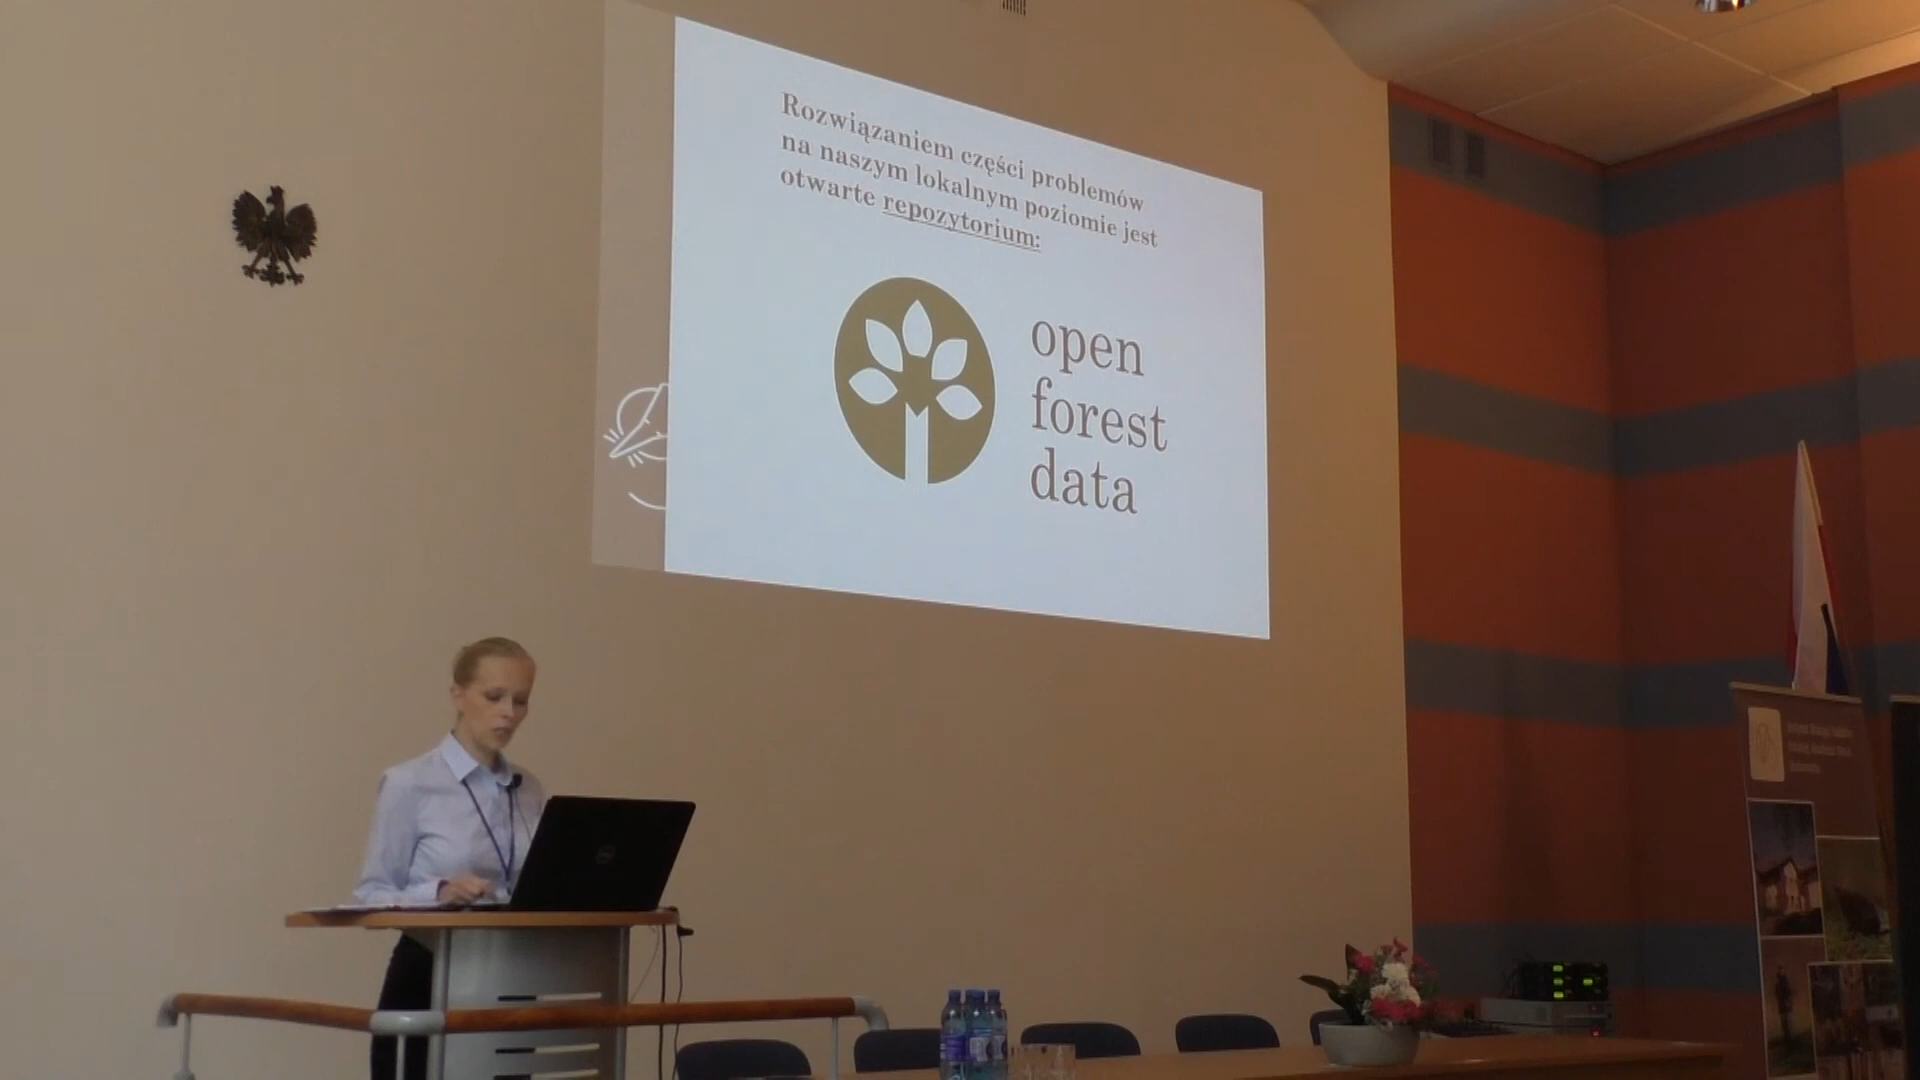 Rozwiązaniem części problemów
na naszym lokalnym poziomie jest
otwarte repozytorium:
open
forest
data